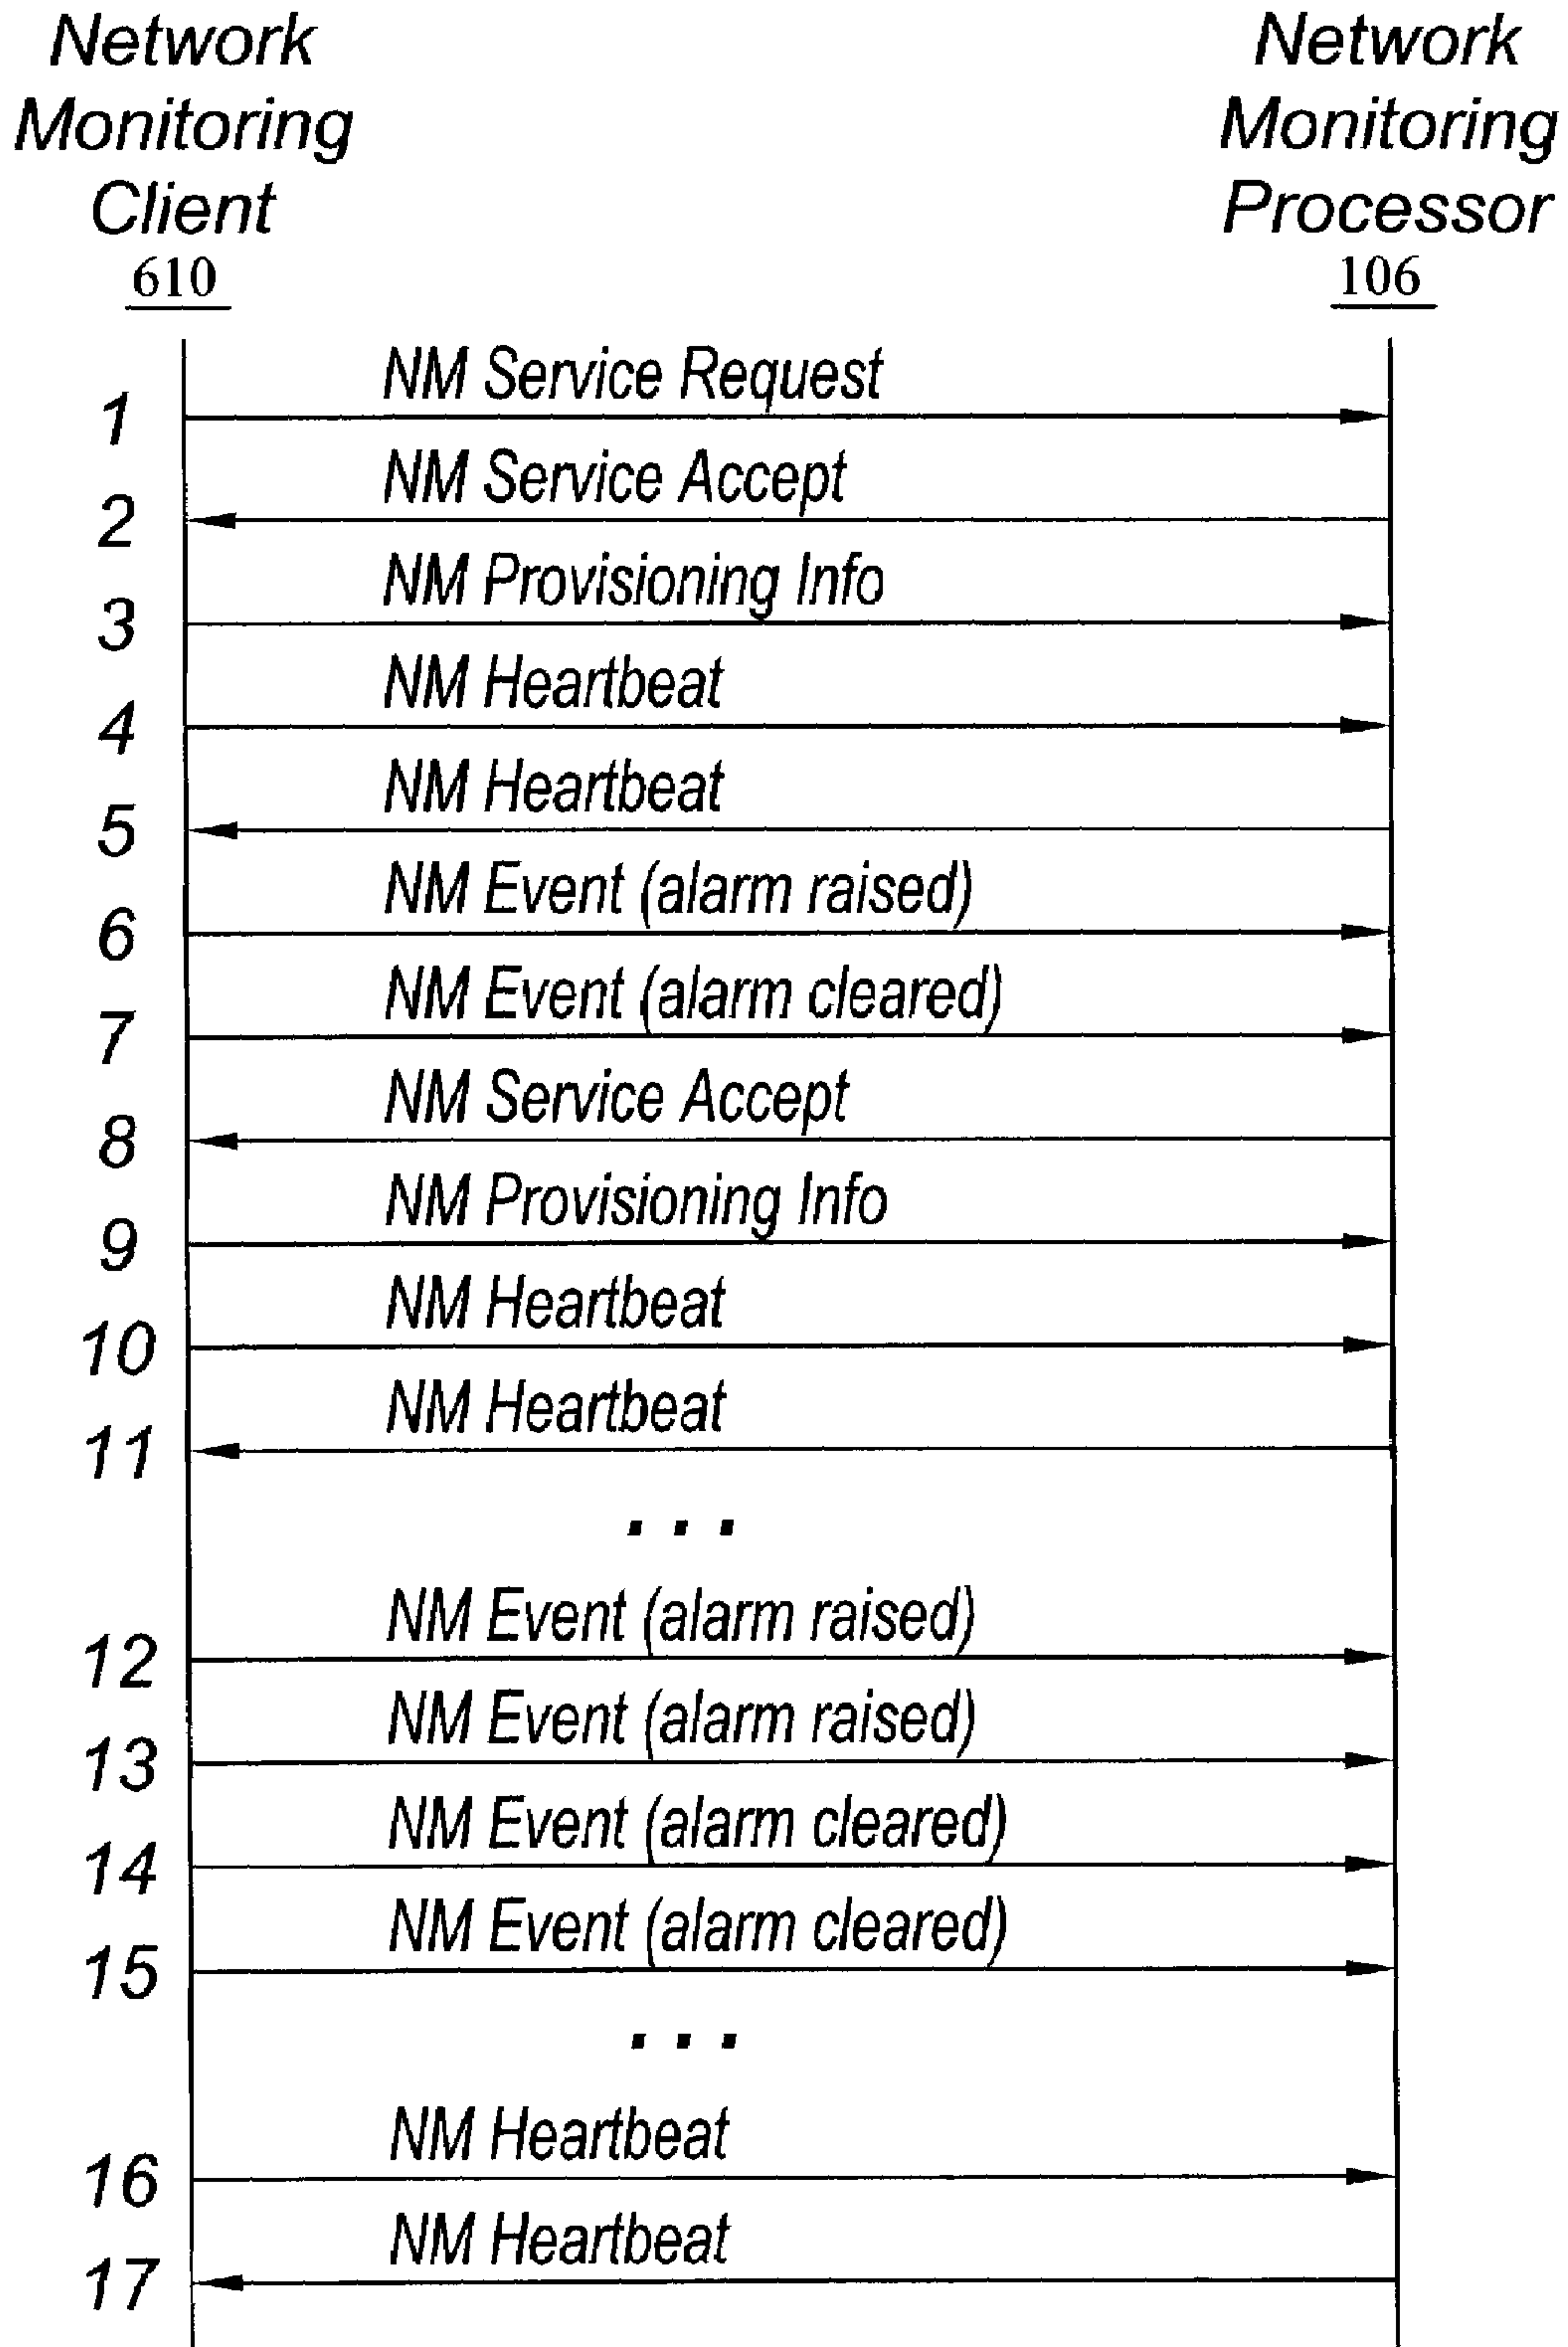 Network
Monitoring
Client
610
Network
Monitoring
Processor
106
NM Service Request
1
NM Service Accept
2
NM Provisioning Info
3
NM Heartbeat
4
NM Heartbeat
5
NM Event (alarm raised)
6
NM Event (alarm cleared)
7
NM Service Accept
8
NM Provisioning Info
9
NM Heartbeat
10
NM Heartbeat
11
...
NM Event (alarm raised)
12
NM Event (alarm raised)
13
NM Event (alarm cleared)
14
NM Event (alarm cleared)
15
...
NM Heartbeat
16
NM Heartbeat
17